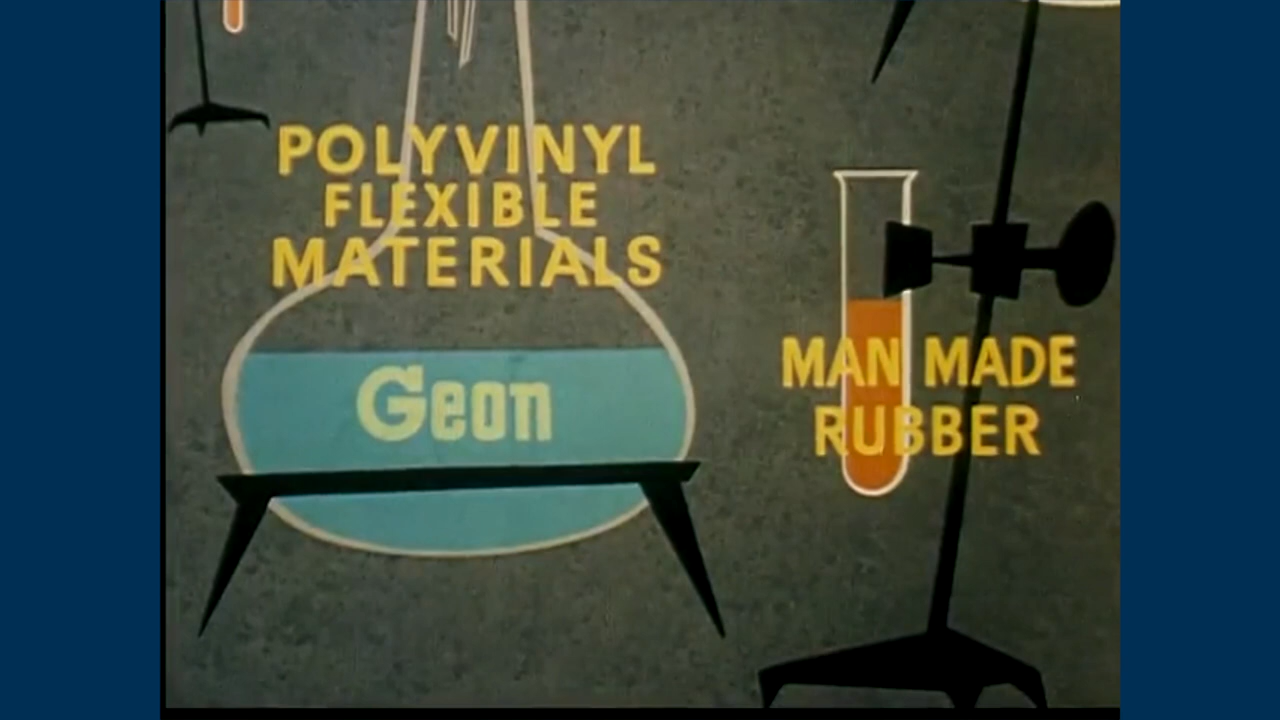 POLYVINYL
FLEXIBLE
MATERIALS
Geon
MAN MADE
RUBBER